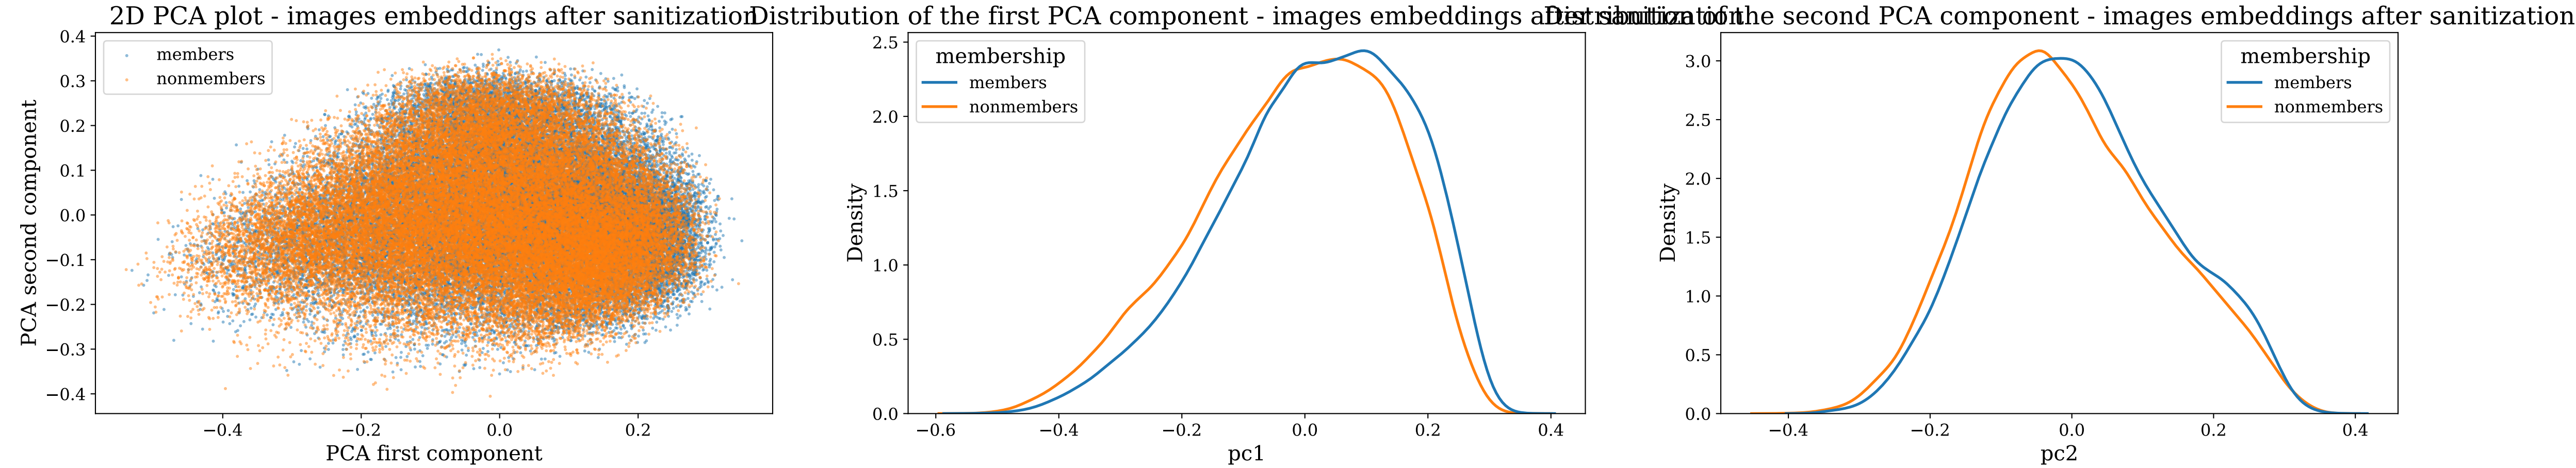 2D PCA plot - images embeddings after sanitization
members
nonmembers
0.4
0.3
0.2
0.1
0.0
−0.1
−0.2
−0.3
−0.4
PCA second component
−0.4
−0.2
0.0
0.2
PCA first component
Distribution of the first PCA component - images embeddings after sanitization
membership
members
nonmembers
2.5
2.0
1.5
1.0
0.5
0.0
Density
−0.6
−0.4
−0.2
0.0
0.2
0.4
pc1
Distribution of the second PCA component - images embeddings after sanitization
membership
members
nonmembers
3.0
2.5
2.0
1.5
1.0
0.5
0.0
Density
−0.4
−0.2
0.0
0.2
0.4
pc2